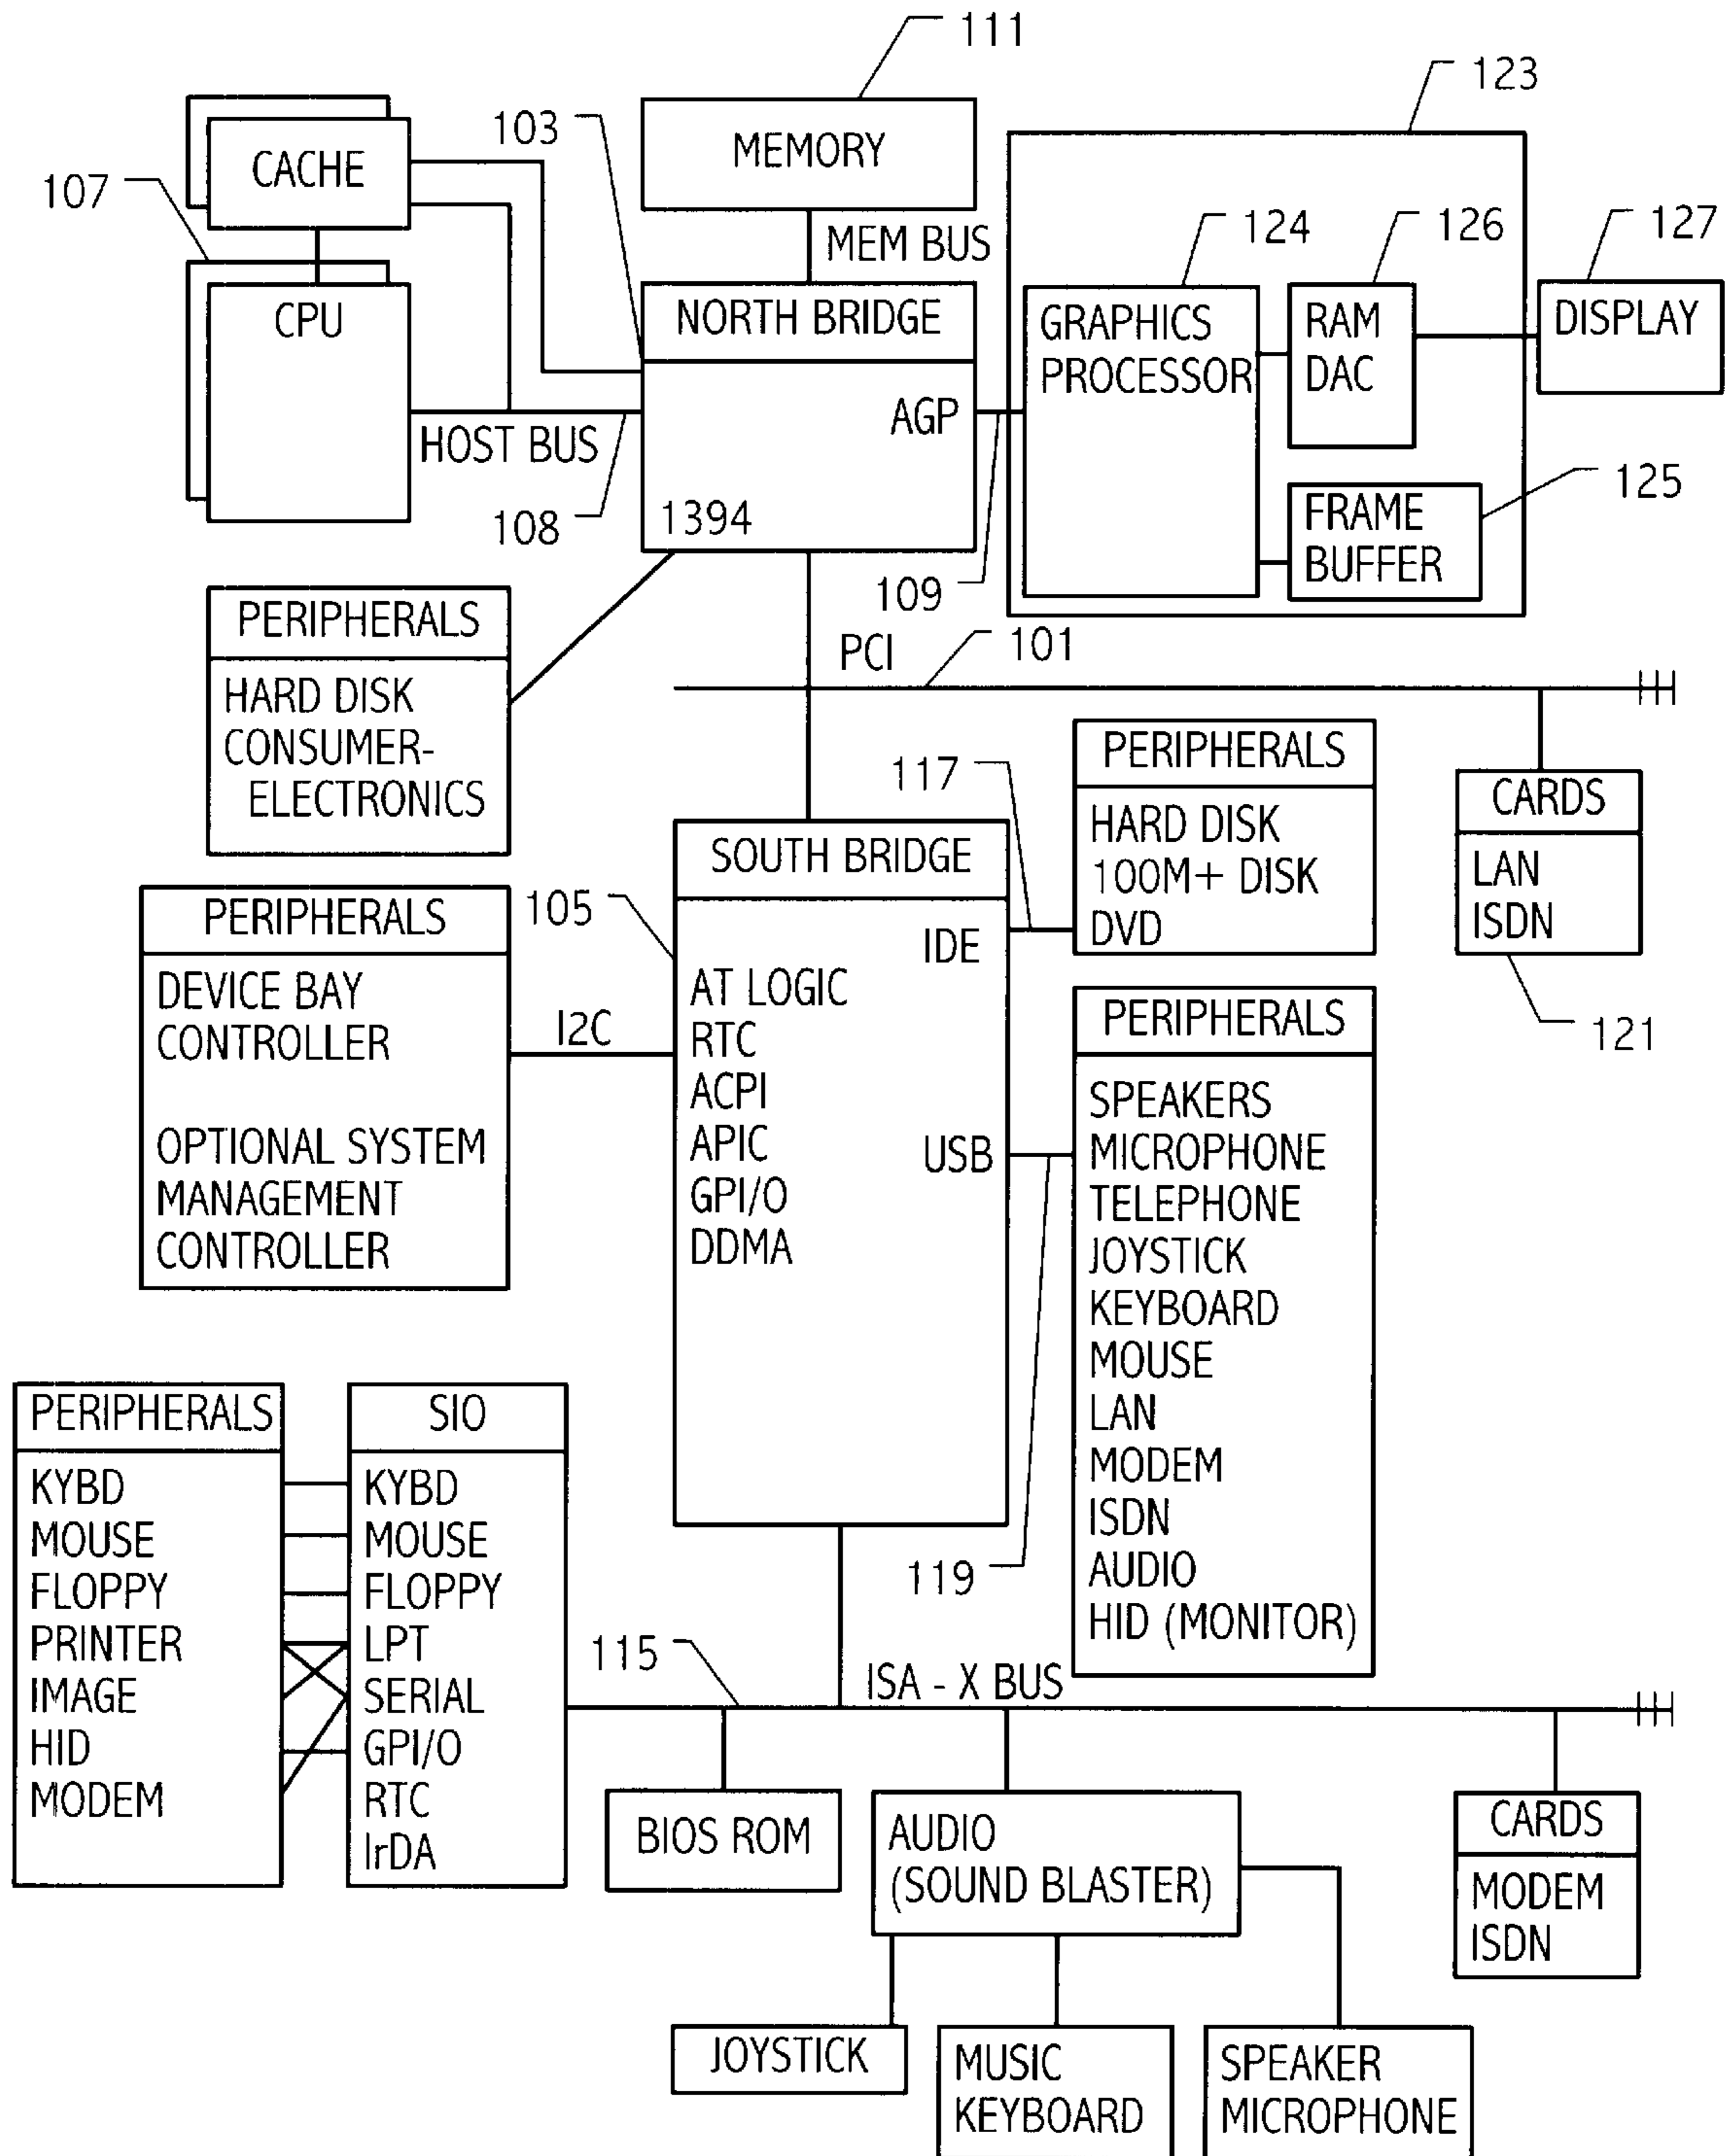 111
123
103
MEMORY
CACHE
107
124
126
127
MEM BUS
CPU
NORTH BRIDGE
GRAPHICS
PROCESSOR
RAM
DAC
DISPLAY
AGP
HOST BUS
108
1394
FRAME
BUFFER
125
109
PERIPHERALS
HARD DISK
CONSUMER-
ELECTRONICS
PCI
101
117
PERIPHERALS
HARD DISK
100M+ DISK
DVD
CARDS
LAN
ISDN
121
SOUTH BRIDGE
105
IDE
AT LOGIC
RTC
ACPI
APIC
GPI/O
DDMA
USB
PERIPHERALS
DEVICE BAY
CONTROLLER
OPTIONAL SYSTEM
MANAGEMENT
CONTROLLER
I2C
PERIPHERALS
SPEAKERS
MICROPHONE
TELEPHONE
JOYSTICK
KEYBOARD
MOUSE
LAN
MODEM
ISDN
AUDIO
HID (MONITOR)
119
PERIPHERALS
KYBD
MOUSE
FLOPPY
PRINTER
IMAGE
HID
MODEM
SIO
KYBD
MOUSE
FLOPPY
LPT
SERIAL
GPI/O
RTC
IrDA
115
ISA - X BUS
BIOS ROM
AUDIO
(SOUND BLASTER)
CARDS
MODEM
ISDN
JOYSTICK
MUSIC
KEYBOARD
SPEAKER
MICROPHONE